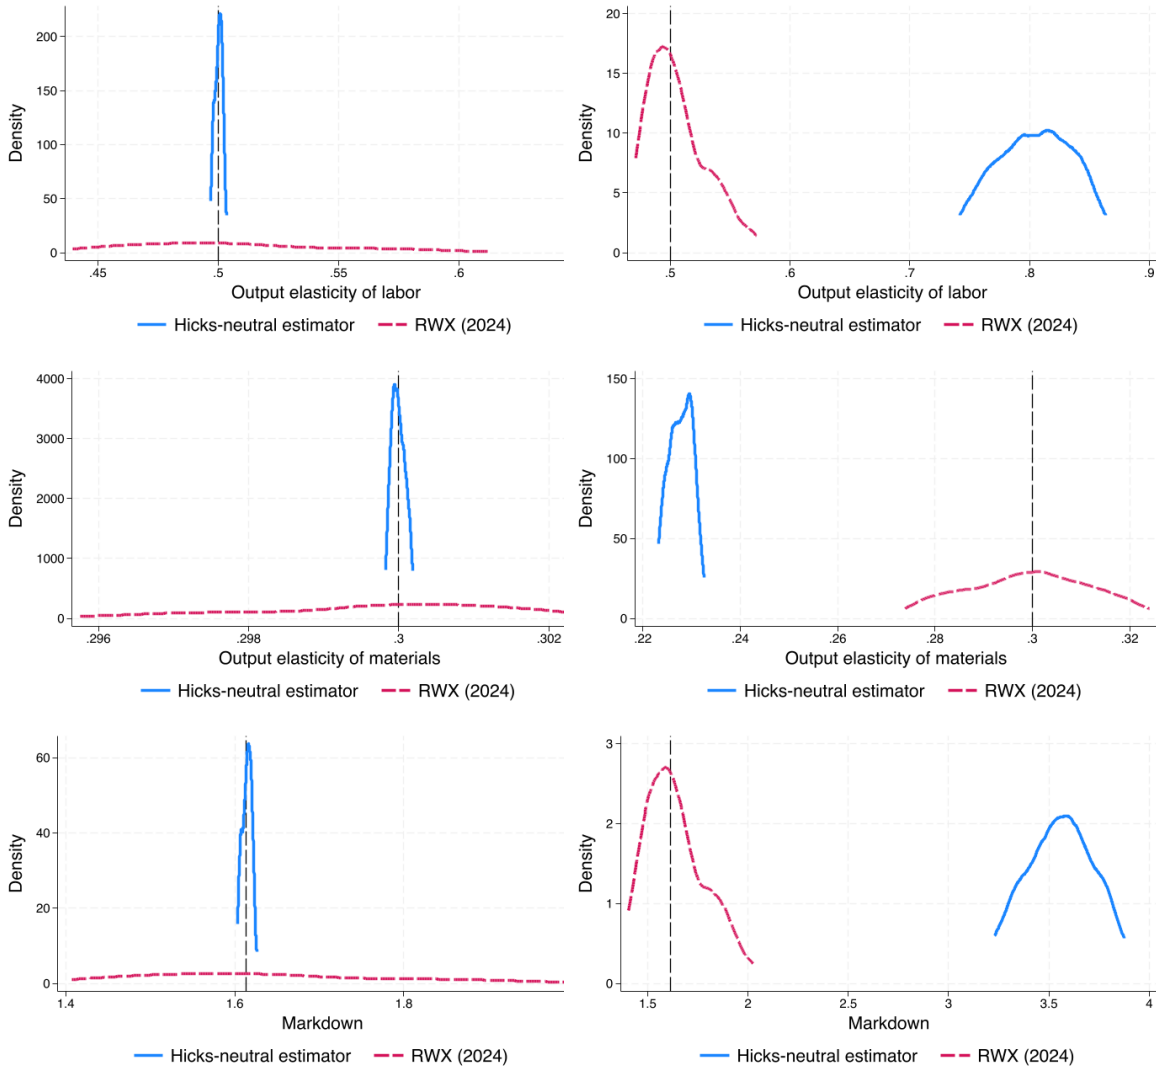 Density
200
150
100
50
0
.45
.5
.55
.6
Output elasticity of labor
Hicks-neutral estimator
RWX (2024)
Density
20
15
10
5
0
.5
.6
.7
.8
.9
Output elasticity of labor
Hicks-neutral estimator
RWX (2024)
Density
4000
3000
2000
1000
0
.296
.298
.3
.302
Output elasticity of materials
Hicks-neutral estimator
RWX (2024)
Density
150
100
50
0
.22
.24
.26
.28
.3
.32
Output elasticity of materials
Hicks-neutral estimator
RWX (2024)
Density
60
40
20
0
1.4
1.6
1.8
Markdown
Hicks-neutral estimator
RWX (2024)
Density
3
2
1
0
1.5
2
2.5
3
3.5
4
Markdown
Hicks-neutral estimator
RWX (2024)